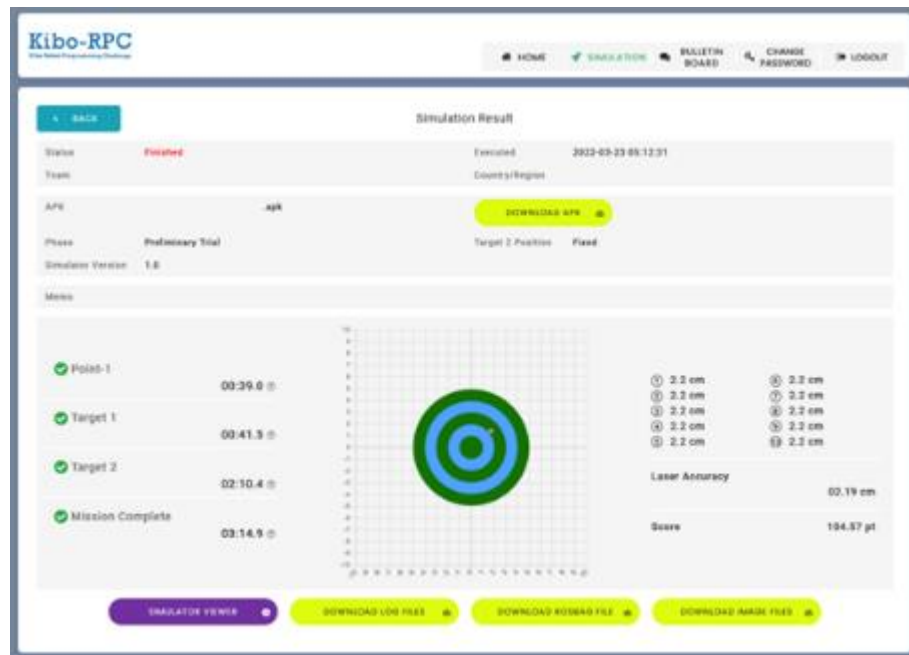 Kibo-RPC
HOME
SIMULATION
BULLETIN BOARD
CHANGE PASSWORD
LOGOUT
BACK
Simulation Result
Status Finished Executed 2022-03-23 05:12:31
Team Country/Region
APK .apk DOWNLOAD APK
Phase Preliminary Trial Target 2 Position Fixed
Simulator Version 1.0
Memo
Point-1
00:39.0
Target 1
00:41.5
Target 2
02:10.4
Mission Complete
03:14.9
① 2.2 cm ⑥ 2.2 cm
② 2.2 cm ⑦ 2.2 cm
③ 2.2 cm ⑧ 2.2 cm
④ 2.2 cm ⑨ 2.2 cm
⑤ 2.2 cm ⑩ 2.2 cm
Laser Accuracy
02.19 cm
Score 104.57 pt
SIMULATOR VIEWER
DOWNLOAD LOG FILES
DOWNLOAD ROSBAG FILE
DOWNLOAD IMAGE FILES